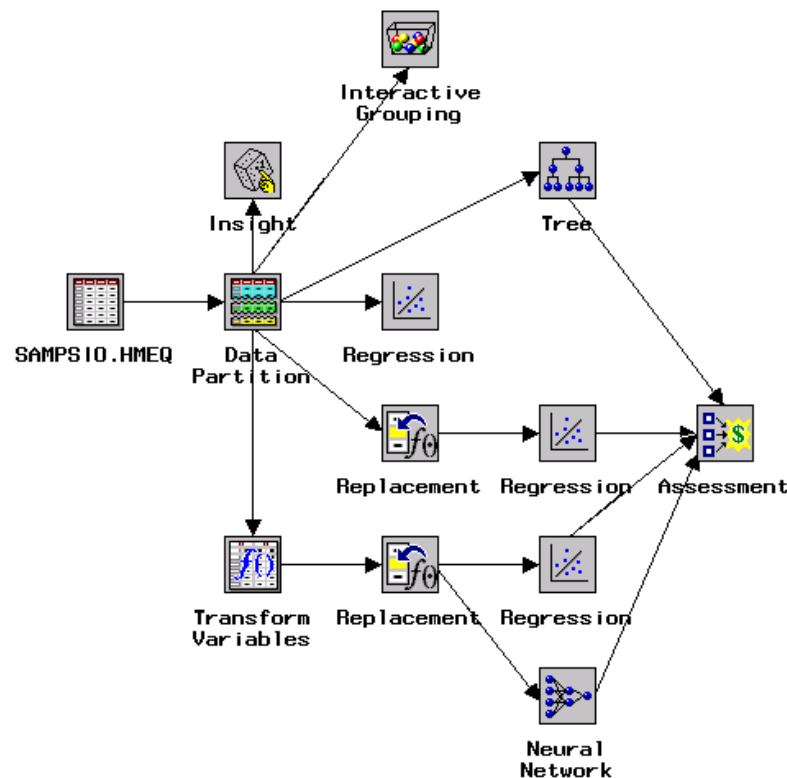 Interactive
Grouping
Insight
Tree
SAMPSIO.HMEQ
Data
Partition
Regression
Replacement
Regression
Assessment
Transform
Variables
Replacement
Regression
Neural
Network